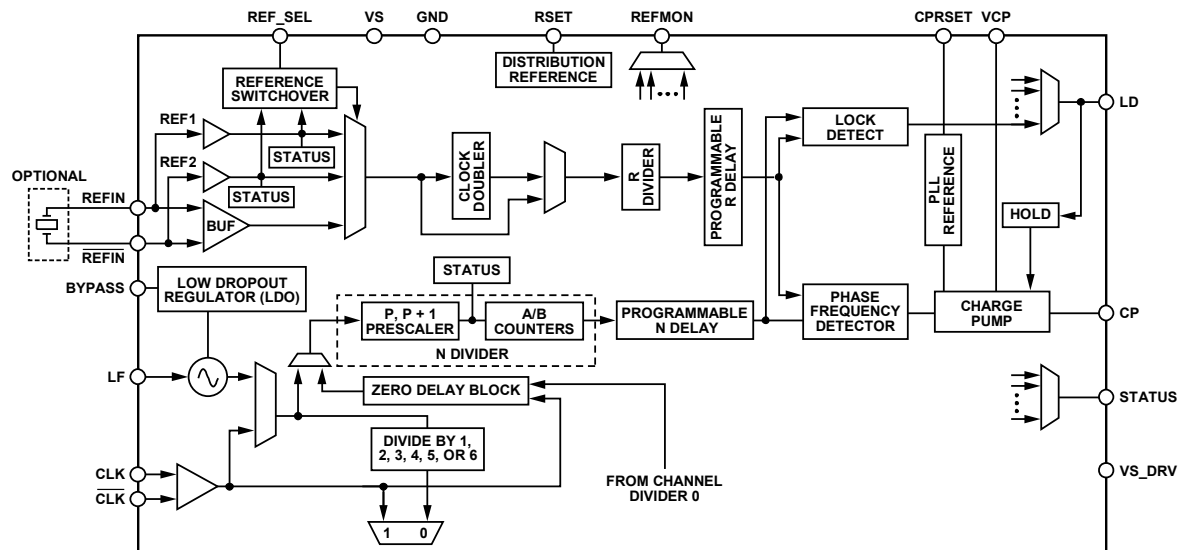 REF_SEL VS GND RSET REFMON CPRSET VCP
DISTRIBUTION
REFERENCE
REFERENCE
SWITCHOVER
REF1
STATUS
REF2
STATUS
OPTIONAL
REFIN
REFIN
BUF
CLOCK
DOUBLER
R
DIVIDER
PROGRAMMABLE
R DELAY
LOCK
DETECT
PLL
REFERENCE
LD
HOLD
BYPASS
LOW DROPOUT
REGULATOR (LDO)
STATUS
P, P + 1
PRESCALER
A/B
COUNTERS
N DIVIDER
PROGRAMMABLE
N DELAY
PHASE
FREQUENCY
DETECTOR
CHARGE
PUMP
CP
LF
ZERO DELAY BLOCK
STATUS
DIVIDE BY 1,
2, 3, 4, 5, OR 6
CLK
CLK
FROM CHANNEL
DIVIDER 0
VS_DRV
1 0